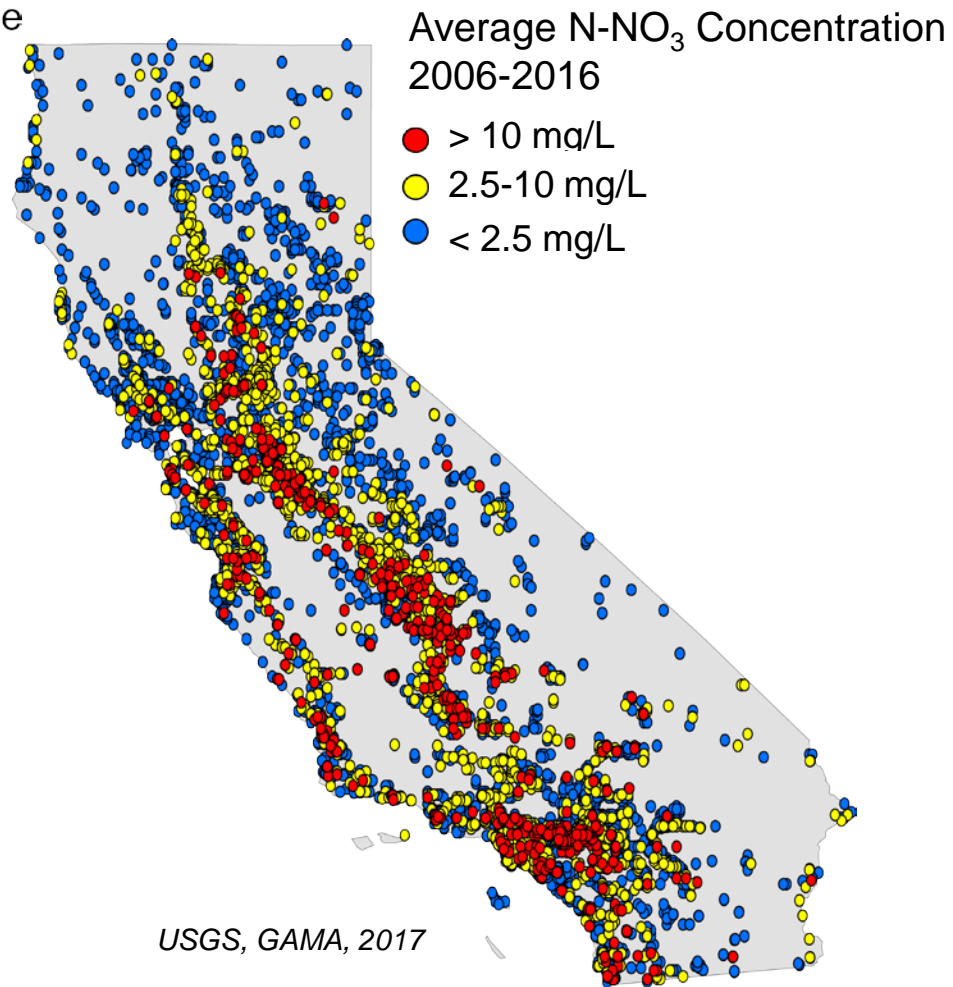 e
Average N-NO₃ Concentration
2006-2016
> 10 mg/L
2.5-10 mg/L
< 2.5 mg/L
USGS, GAMA, 2017